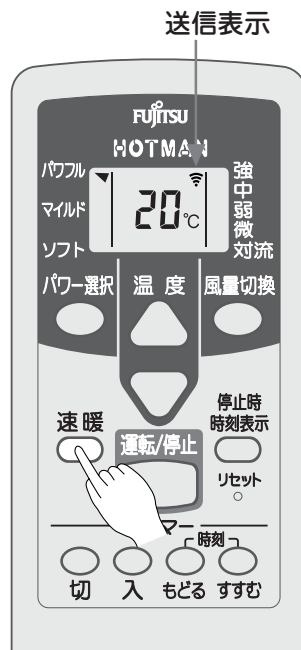 送信表示
FUJITSU
HOTMAN
パワフル
マイルド
ソフト
20℃
強
中
弱
微
対流
パワー選択
温度
風量切換
速暖
運転/停止
停止時
時刻表示
リセット
マー
時刻
切
入
もどる
すすむ